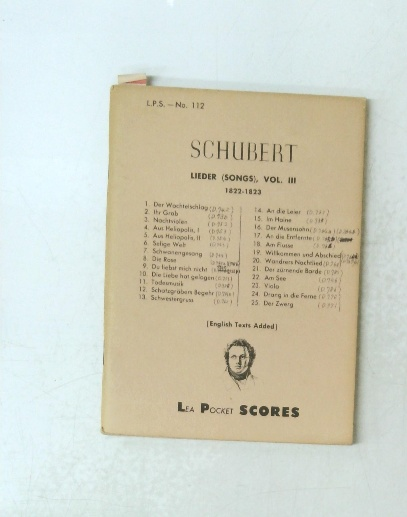 L.P.S. — No. 112
SCHUBERT
LIEDER (SONGS), VOL. III
1822-1823
1. Der Wachtelschlag
2. Ihr Grab
3. Nachtviolen
4. Aus Heliopolis, I
5. Aus Heliopolis, II
6. Selige Welt
7. Schwanengesang
8. Die Rose
9. Du liebst mich nicht
10. Die Liebe hat gelogen
11. Todesmusik
12. Schatzgräbers Begehr
13. Schwestergruss
14. An die Leier
15. Im Haine
16. Der Musensohn
17. An die Entfernte
18. Am Flusse
19. Willkommen und Abschied
20. Wandrers Nachtlied
21. Der zürnende Barde
22. Am See
23. Viola
24. Drang in die Ferne
25. Der Zwerg
(English Texts Added)
LEA POCKET SCORES